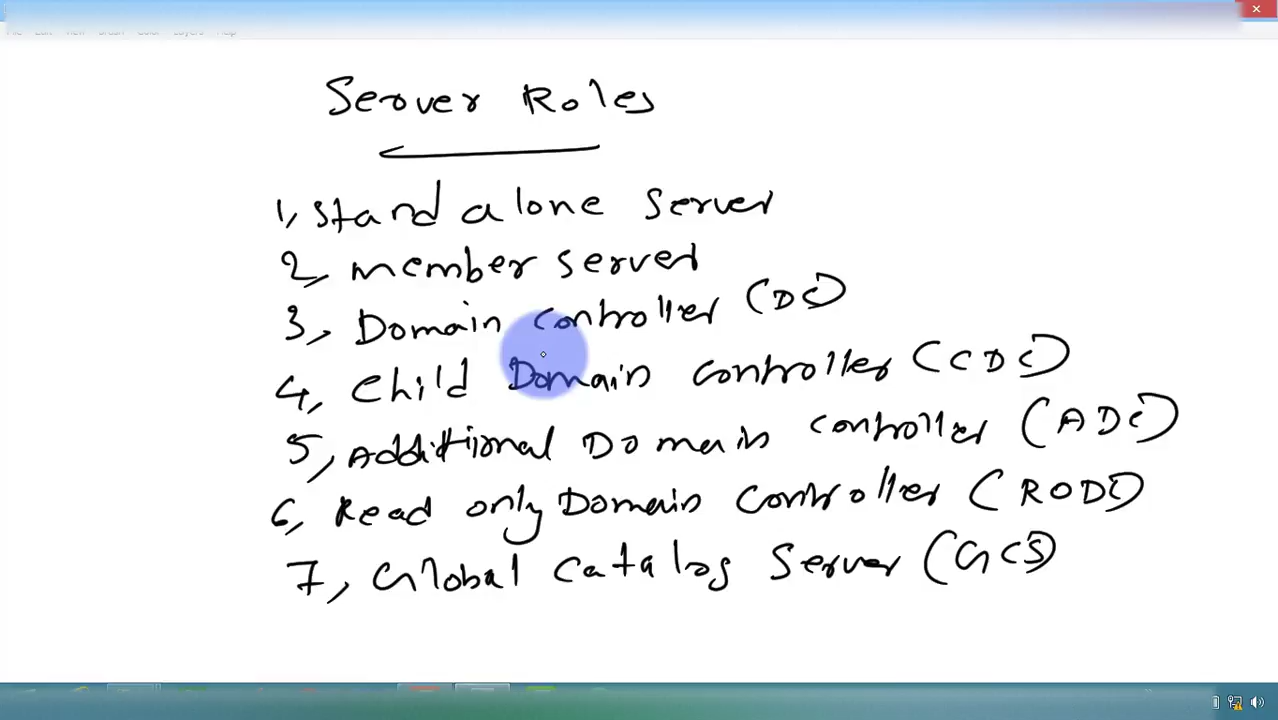 Server Roles
1, Stand alone Server
2, member server
3, Domain Controller (DC)
4, Child Domain Controller (CDC)
5, Additional Domain Controller (ADC)
6, Read only Domain Controller (RODC)
7, Global Catalog Server (GCS)